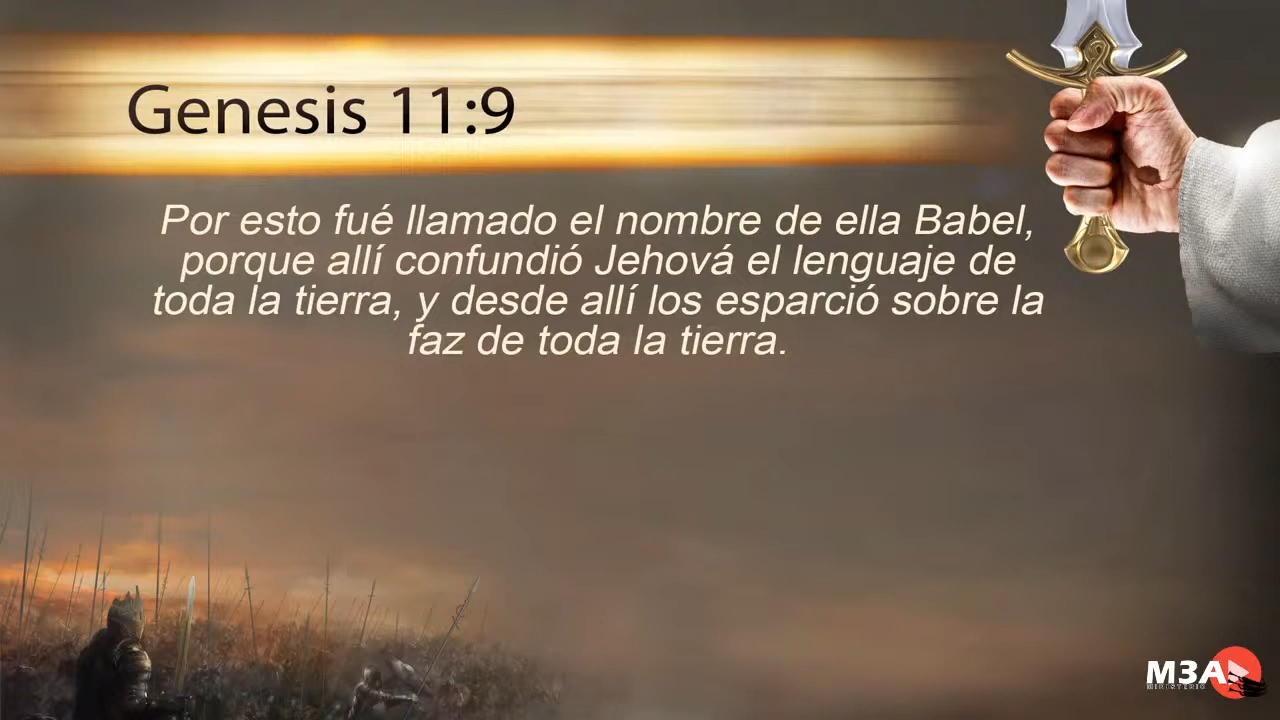 Genesis 11:9
Por esto fué llamado el nombre de ella Babel,
porque allí confundió Jehová el lenguaje de
toda la tierra, y desde allí los esparció sobre la
faz de toda la tierra.
M3A
MINISTERIO